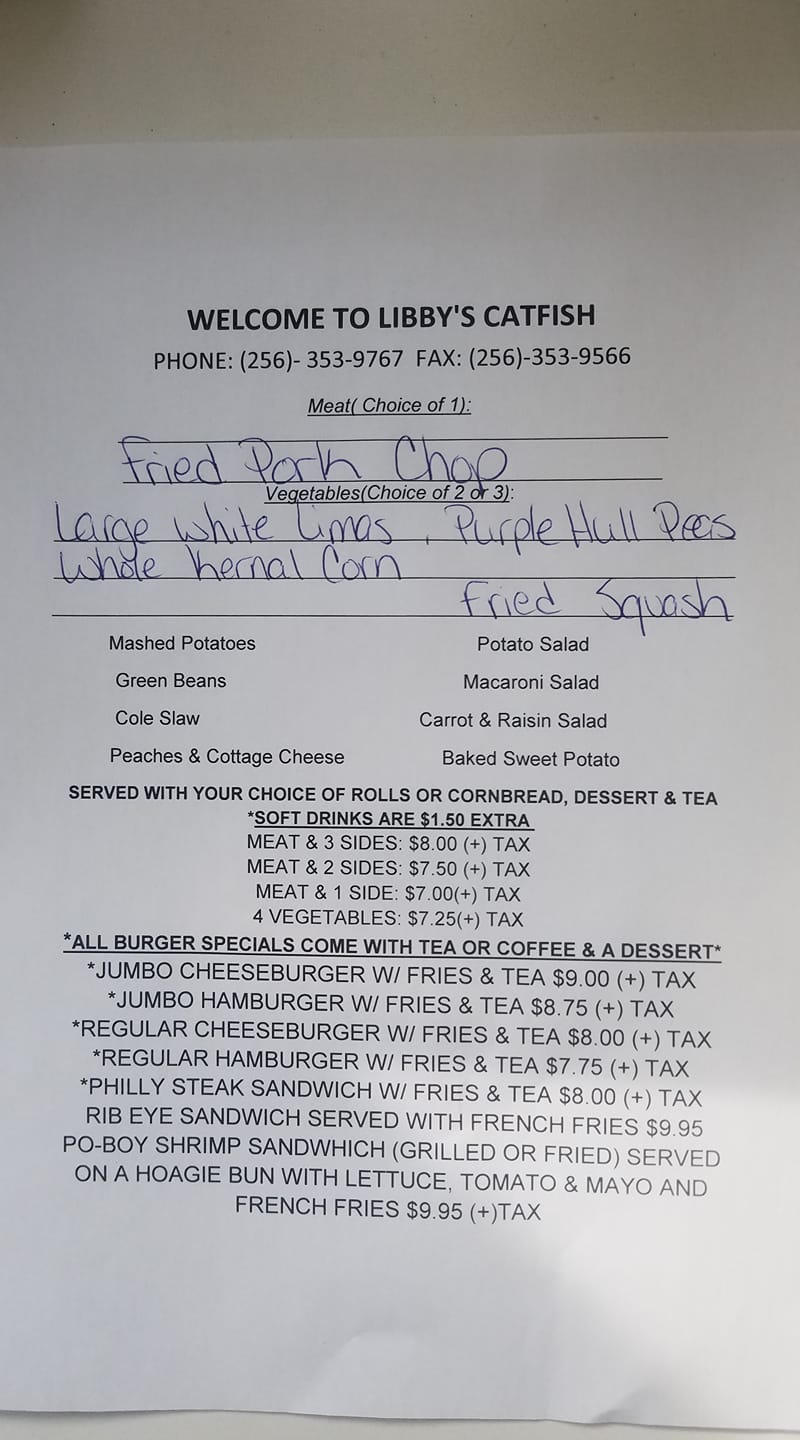 WELCOME TO LIBBY'S CATFISH
PHONE: (256)- 353-9767 FAX: (256)-353-9566
Meat( Choice of 1):
Fried Pork Chop
Vegetables(Choice of 2 or 3):
Large White Limas , Purple Hull Peas
Whole Kernal Corn
Fried Squash
Mashed Potatoes Potato Salad
Green Beans Macaroni Salad
Cole Slaw Carrot & Raisin Salad
Peaches & Cottage Cheese Baked Sweet Potato
SERVED WITH YOUR CHOICE OF ROLLS OR CORNBREAD, DESSERT & TEA
*SOFT DRINKS ARE $1.50 EXTRA
MEAT & 3 SIDES: $8.00 (+) TAX
MEAT & 2 SIDES: $7.50 (+) TAX
MEAT & 1 SIDE: $7.00(+) TAX
4 VEGETABLES: $7.25(+) TAX
*ALL BURGER SPECIALS COME WITH TEA OR COFFEE & A DESSERT*
*JUMBO CHEESEBURGER W/ FRIES & TEA $9.00 (+) TAX
*JUMBO HAMBURGER W/ FRIES & TEA $8.75 (+) TAX
*REGULAR CHEESEBURGER W/ FRIES & TEA $8.00 (+) TAX
*REGULAR HAMBURGER W/ FRIES & TEA $7.75 (+) TAX
*PHILLY STEAK SANDWICH W/ FRIES & TEA $8.00 (+) TAX
RIB EYE SANDWICH SERVED WITH FRENCH FRIES $9.95
PO-BOY SHRIMP SANDWHICH (GRILLED OR FRIED) SERVED
ON A HOAGIE BUN WITH LETTUCE, TOMATO & MAYO AND
FRENCH FRIES $9.95 (+)TAX